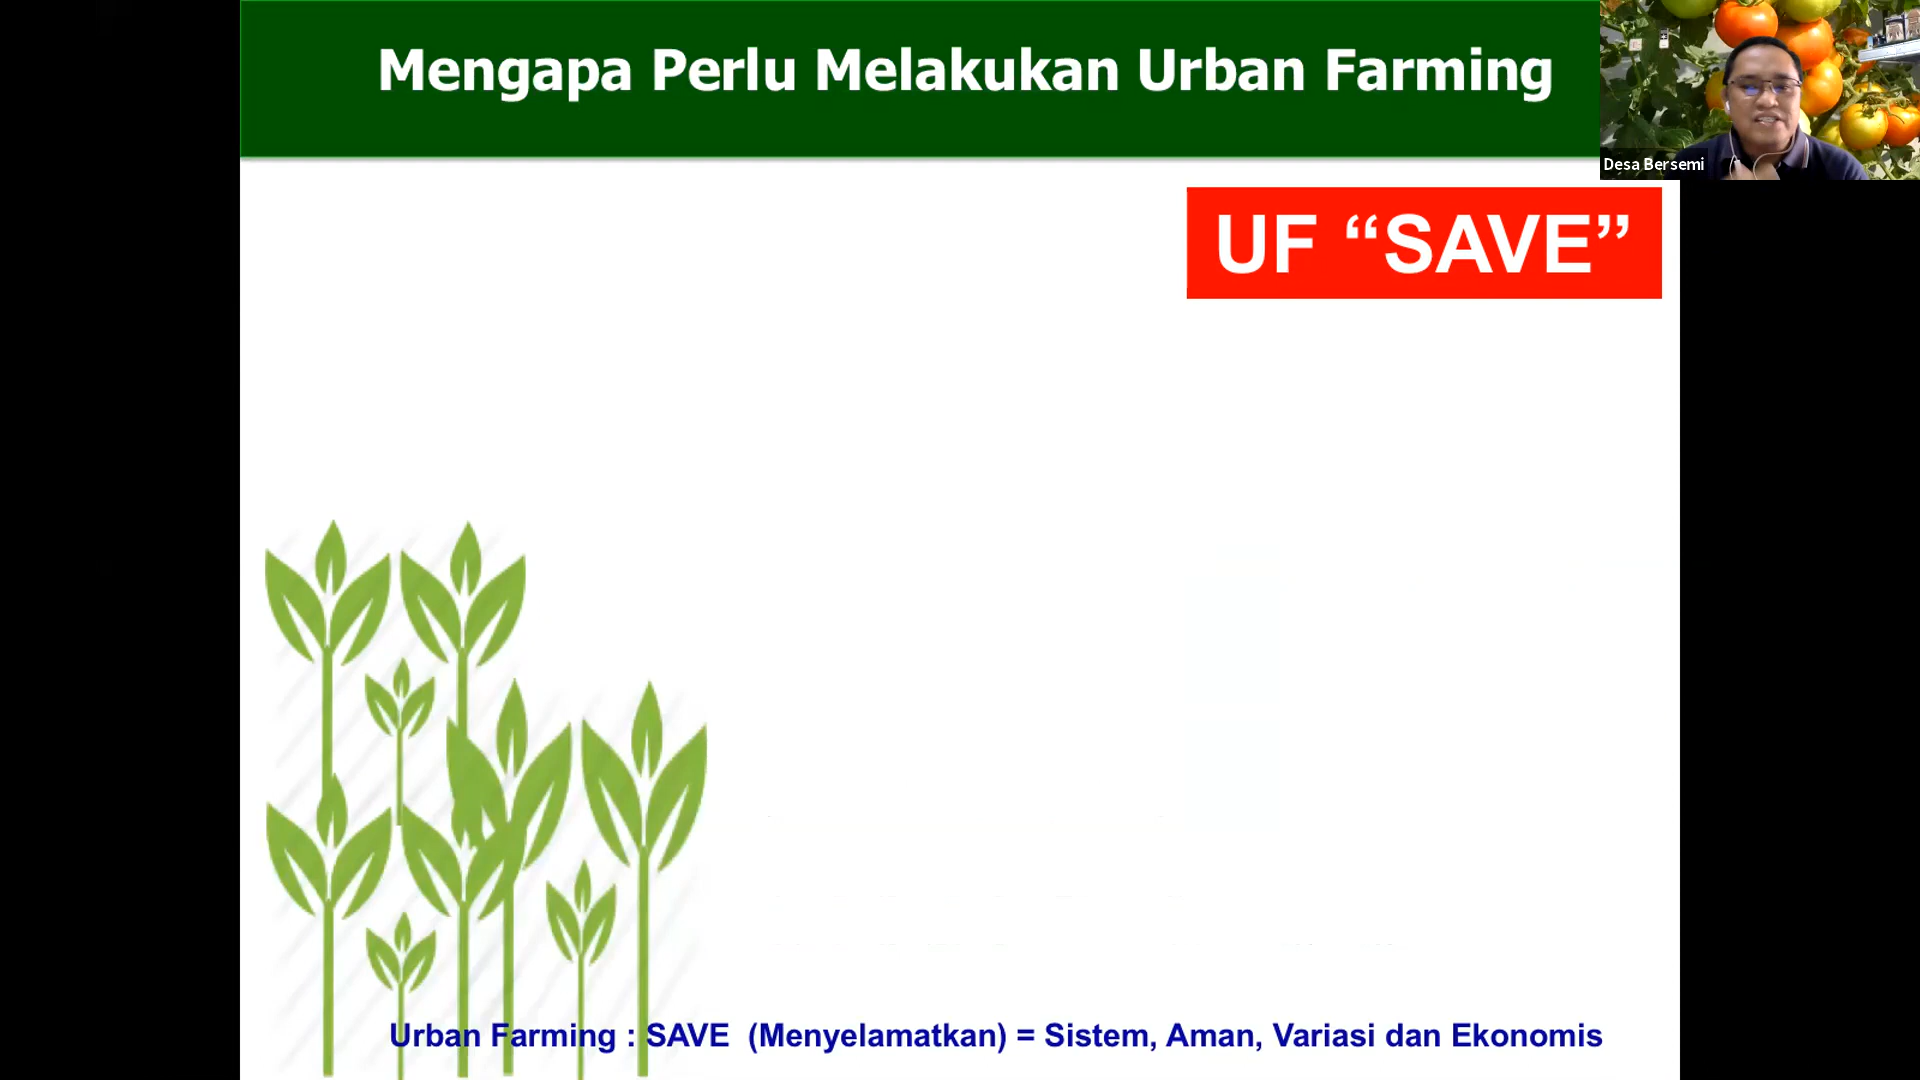 Mengapa Perlu Melakukan Urban Farming
Desa Bersemi
UF “SAVE”
Urban Farming : SAVE (Menyelamatkan) = Sistem, Aman, Variasi dan Ekonomis